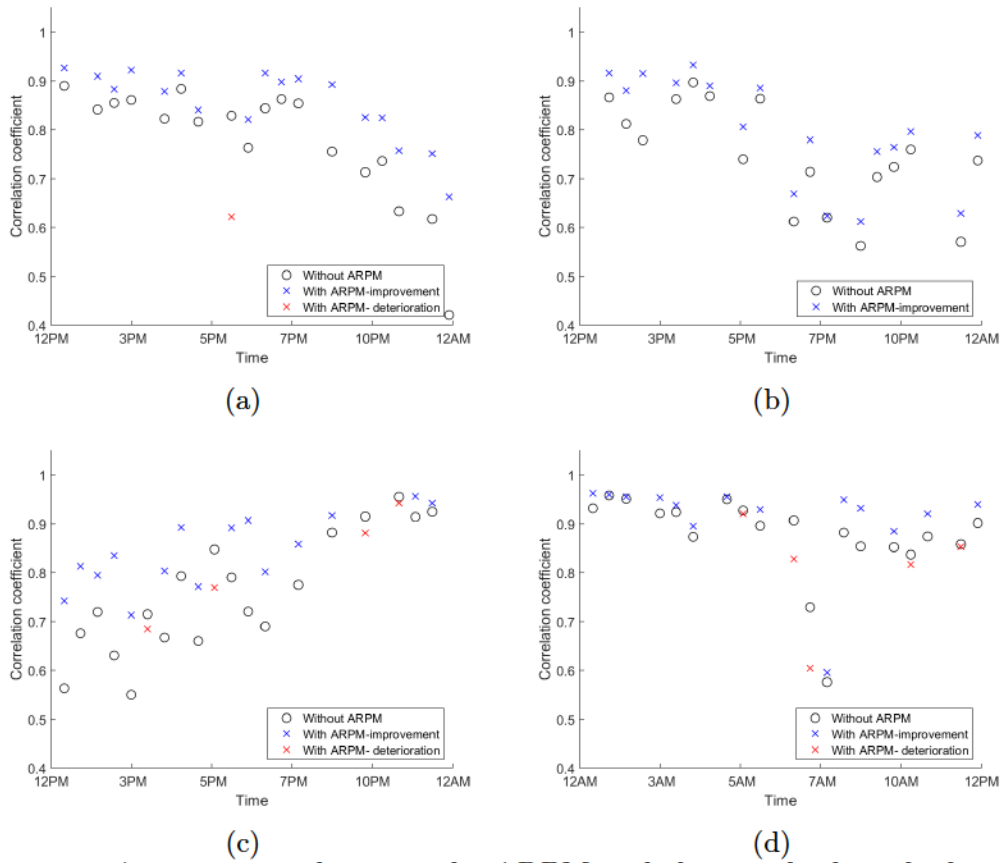 1
0.9
0.8
0.7
0.6
0.5
0.4
Correlation coefficient
Without ARPM
With ARPM-improvement
With ARPM- deterioration
12PM 3PM 5PM 7PM 10PM 12AM
Time
(a)
1
0.9
0.8
0.7
0.6
0.5
0.4
Correlation coefficient
Without ARPM
With ARPM-improvement
12PM 3PM 5PM 7PM 10PM 12AM
Time
(b)
1
0.9
0.8
0.7
0.6
0.5
0.4
Correlation coefficient
Without ARPM
With ARPM-improvement
With ARPM- deterioration
12PM 3PM 5PM 7PM 10PM 12AM
Time
(c)
1
0.9
0.8
0.7
0.6
0.5
0.4
Correlation coefficient
Without ARPM
With ARPM-improvement
With ARPM- deterioration
12AM 3AM 5AM 7AM 10AM 12PM
Time
(d)